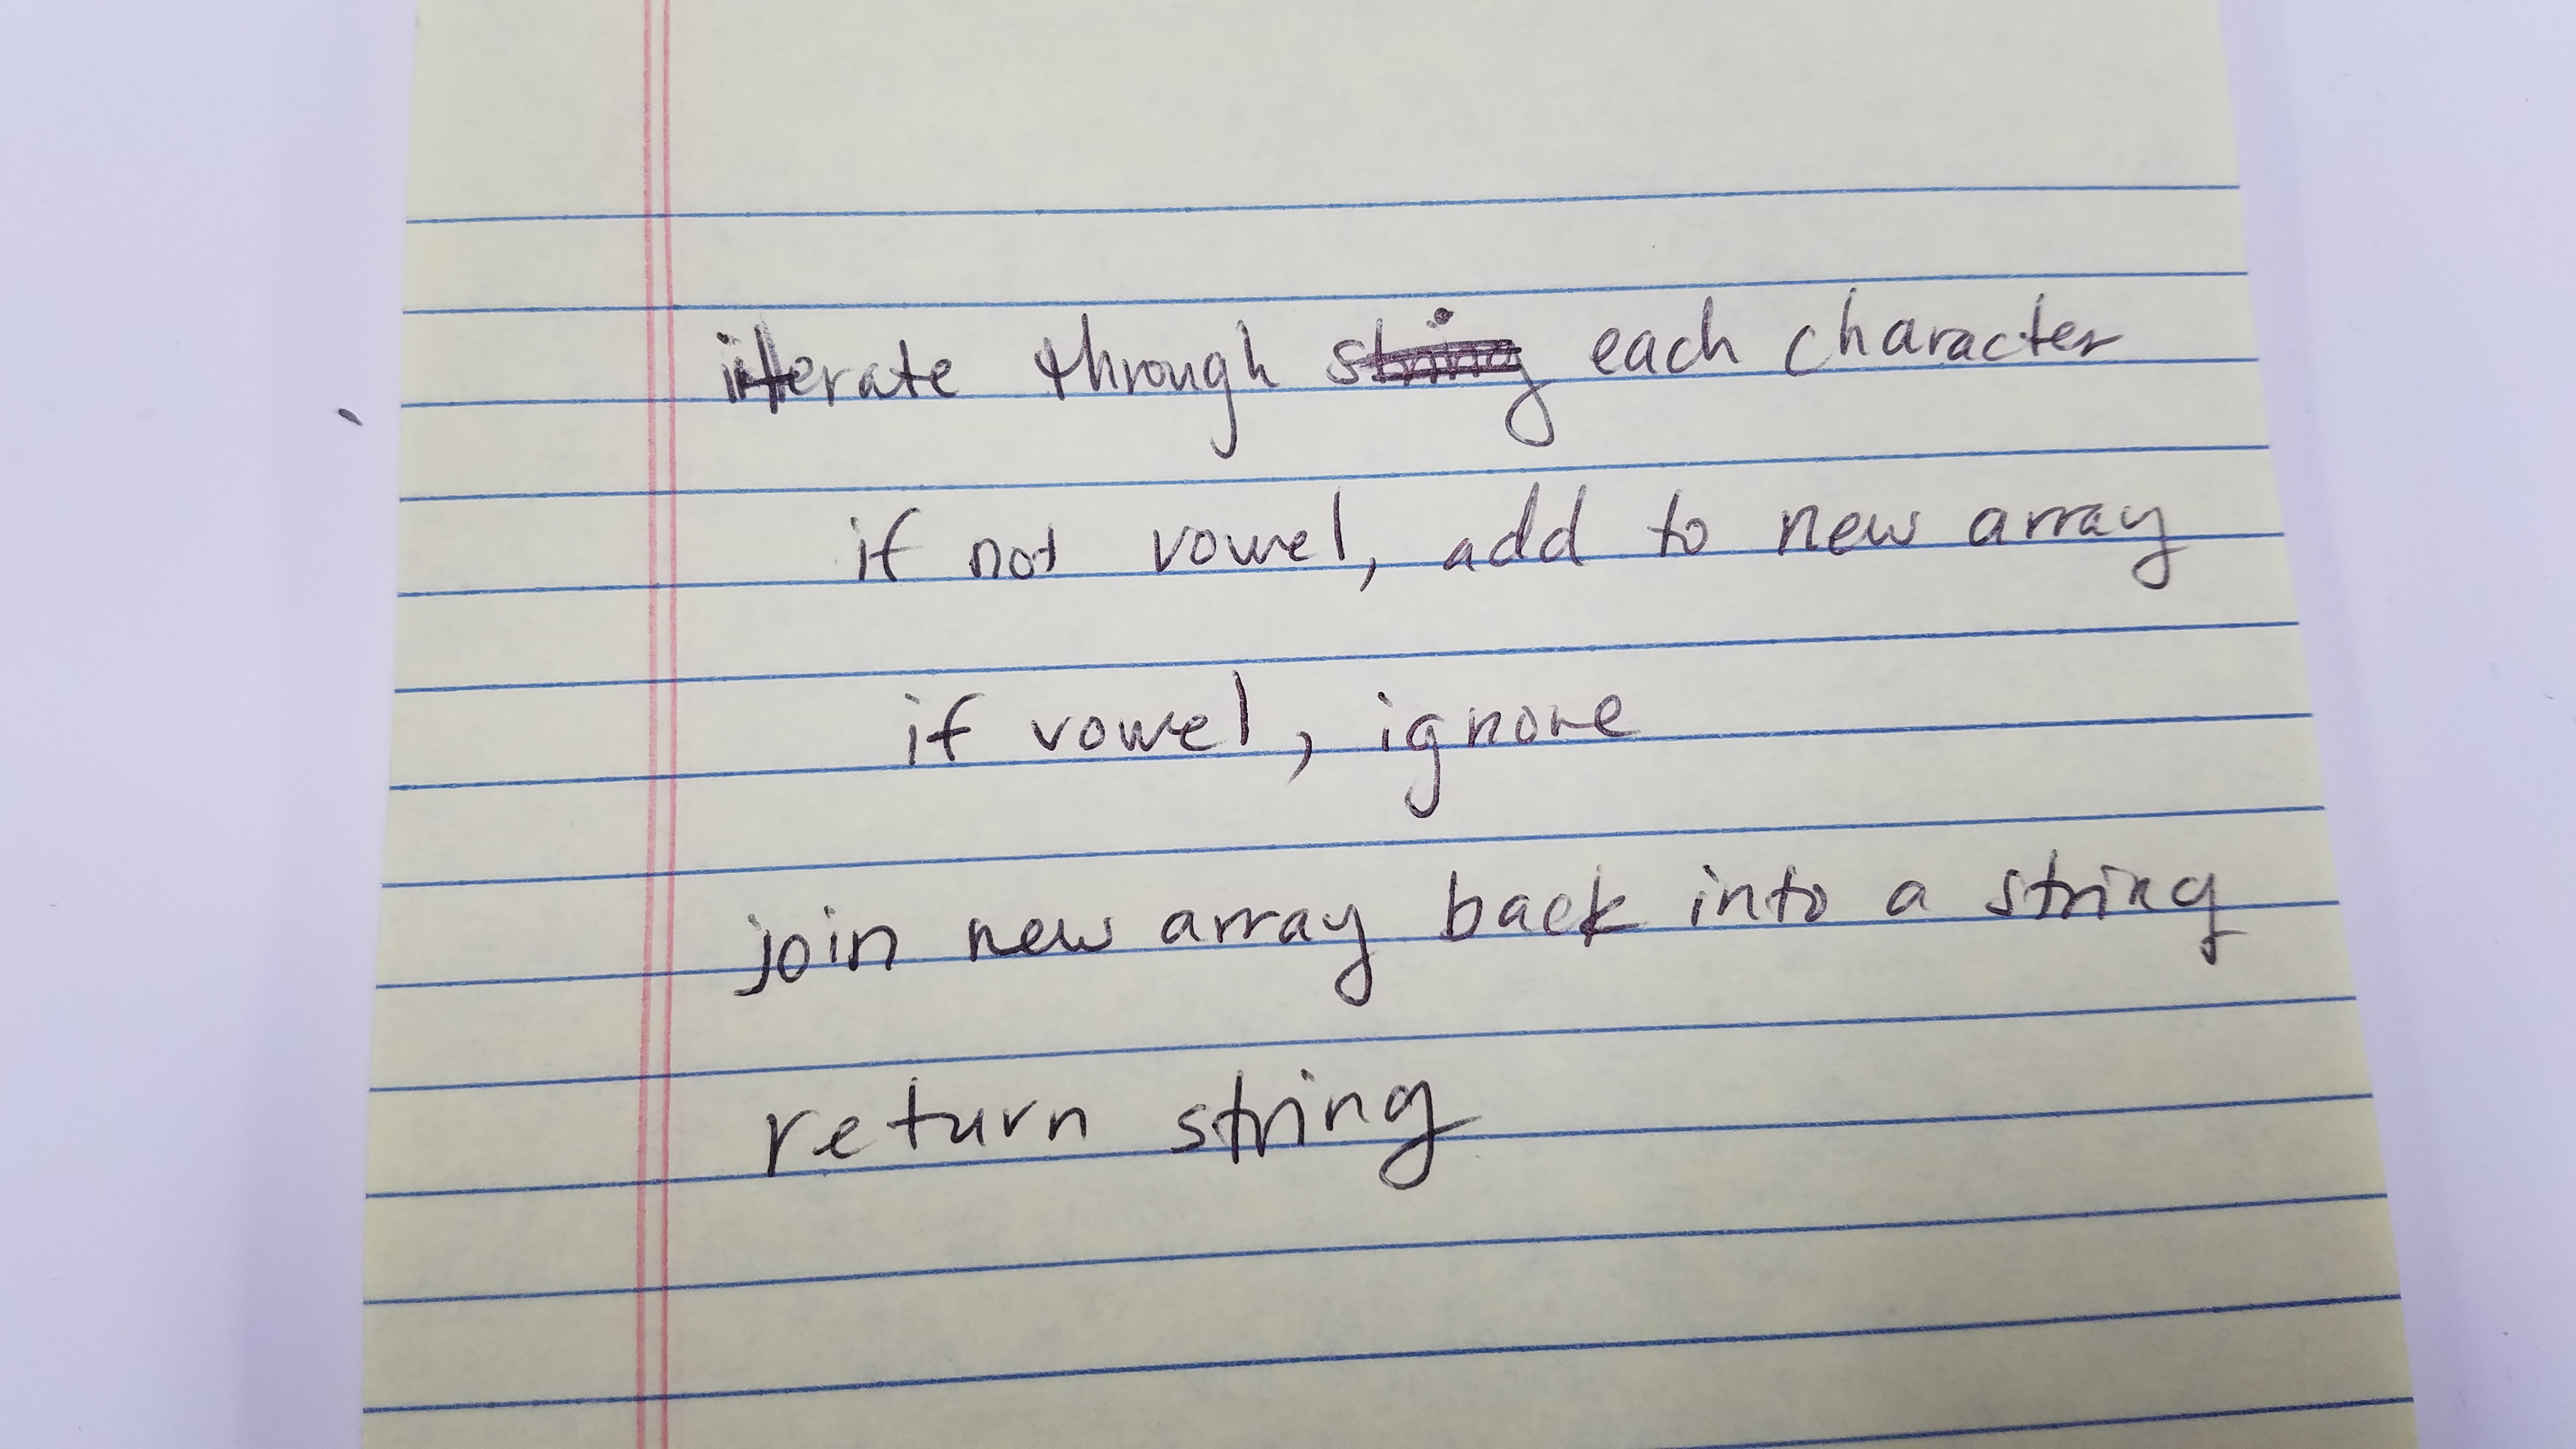 iterate through each character
if not vowel, add to new array
if vowel, ignore
join new array back into a string
return string